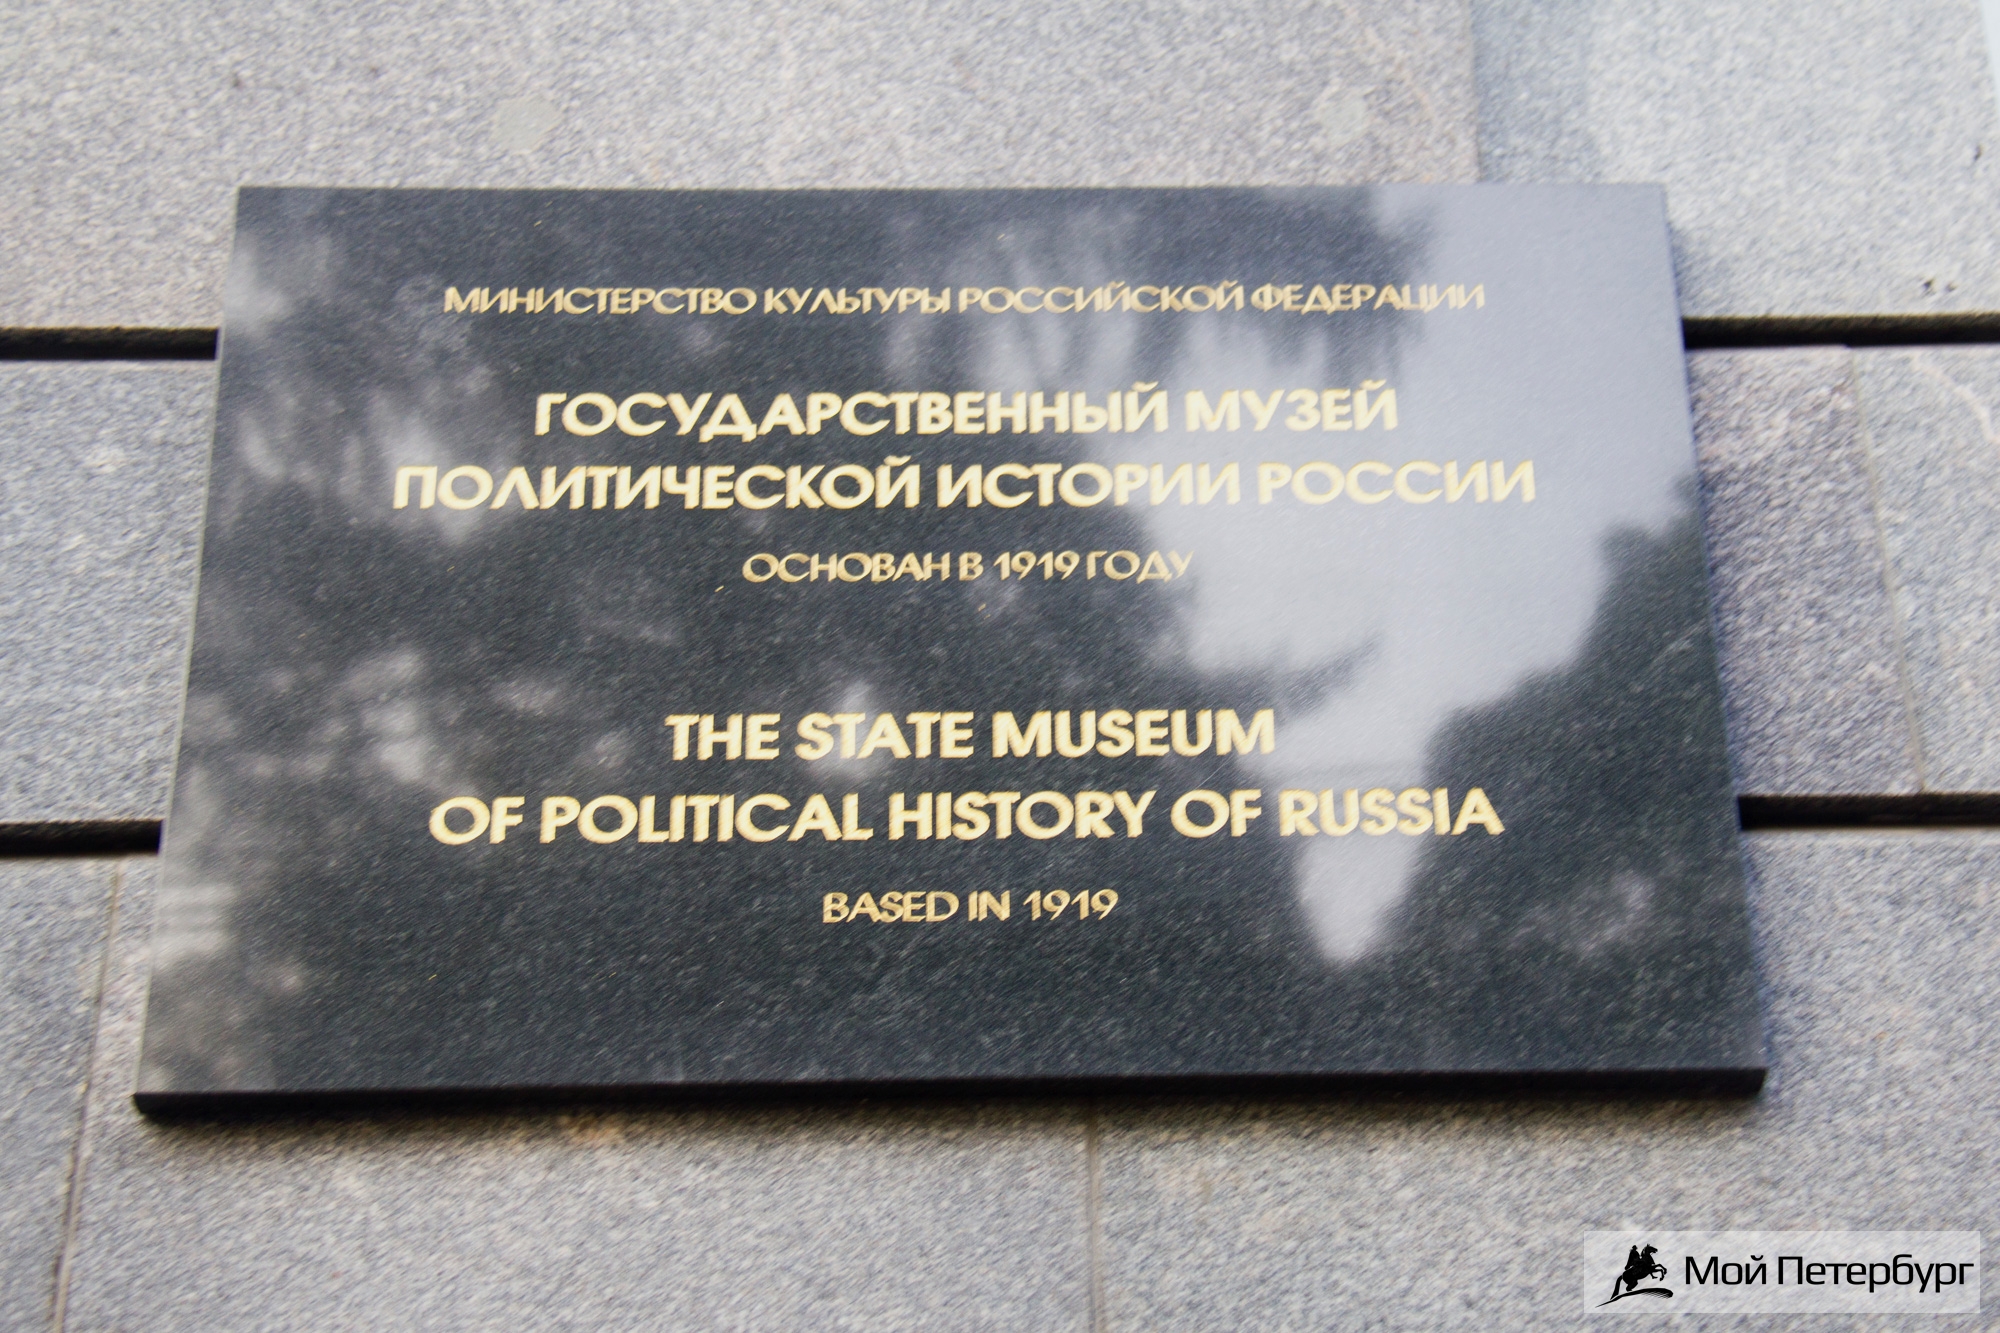 МИНИСТЕРСТВО КУЛЬТУРЫ РОССИЙСКОЙ ФЕДЕРАЦИИ
ГОСУДАРСТВЕННЫЙ МУЗЕЙ
ПОЛИТИЧЕСКОЙ ИСТОРИИ РОССИИ
ОСНОВАН В 1919 ГОДУ
THE STATE MUSEUM
OF POLITICAL HISTORY OF RUSSIA
BASED IN 1919
Мой Петербург